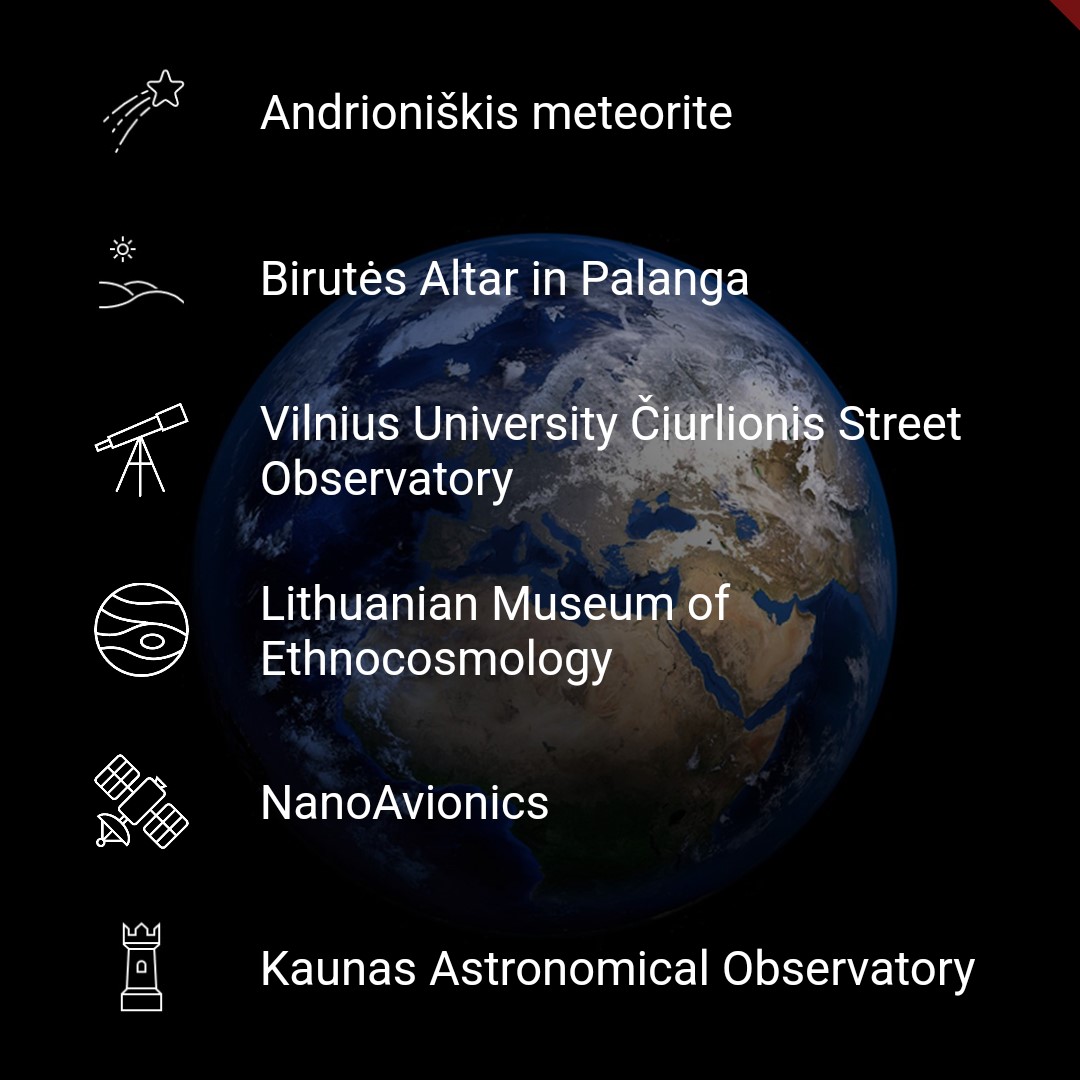 Andrioniškis meteorite
Birutės Altar in Palanga
Vilnius University Čiurlionis Street
Observatory
Lithuanian Museum of
Ethnocosmology
NanoAvionics
Kaunas Astronomical Observatory